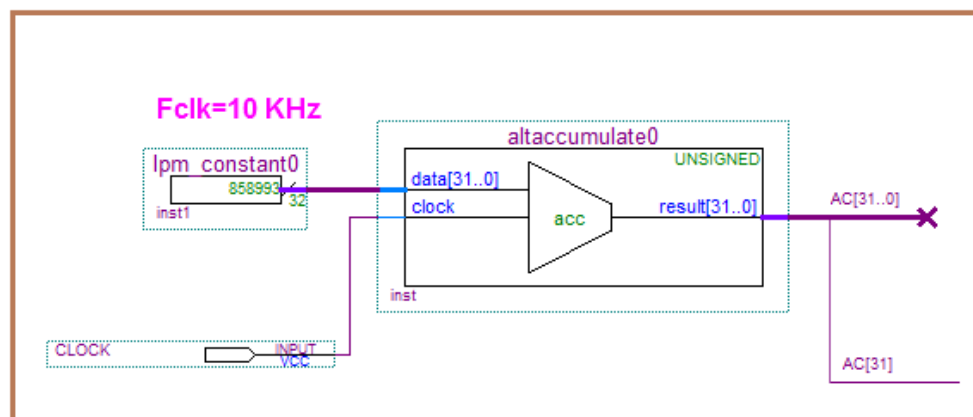 Fclk=10 KHz
lpm_constant0
858993
32
inst1
altaccumulate0
UNSIGNED
data[31..0]
clock
acc
result[31..0]
inst
AC[31..0]
AC[31]
CLOCK
INPUT
VCC